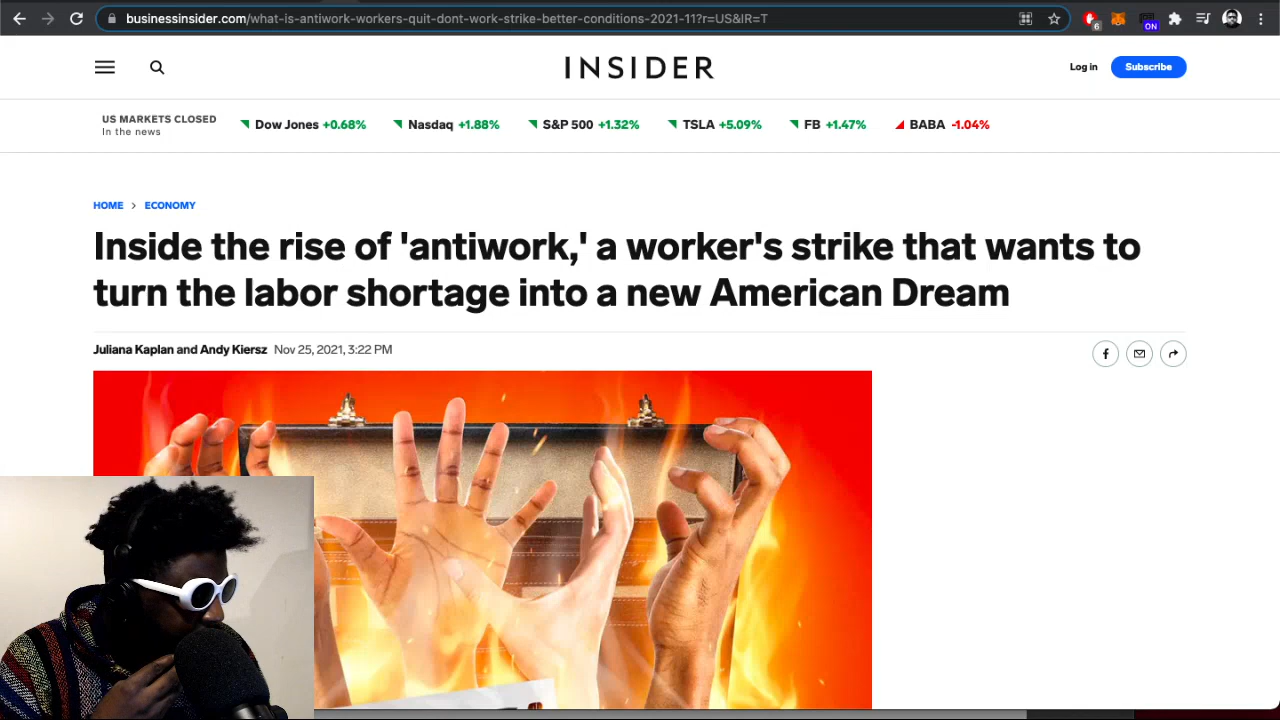 businessinsider.com/what-is-antiwork-workers-quit-dont-work-strike-better-conditions-2021-11?r=US&IR=T
6
ON
INSIDER
Log in
Subscribe
US MARKETS CLOSED
In the news
Dow Jones +0.68%
Nasdaq +1.88%
S&P 500 +1.32%
TSLA +5.09%
FB +1.47%
BABA -1.04%
HOME > ECONOMY
Inside the rise of 'antiwork,' a worker's strike that wants to
turn the labor shortage into a new American Dream
Juliana Kaplan and Andy Kiersz Nov 25, 2021, 3:22 PM